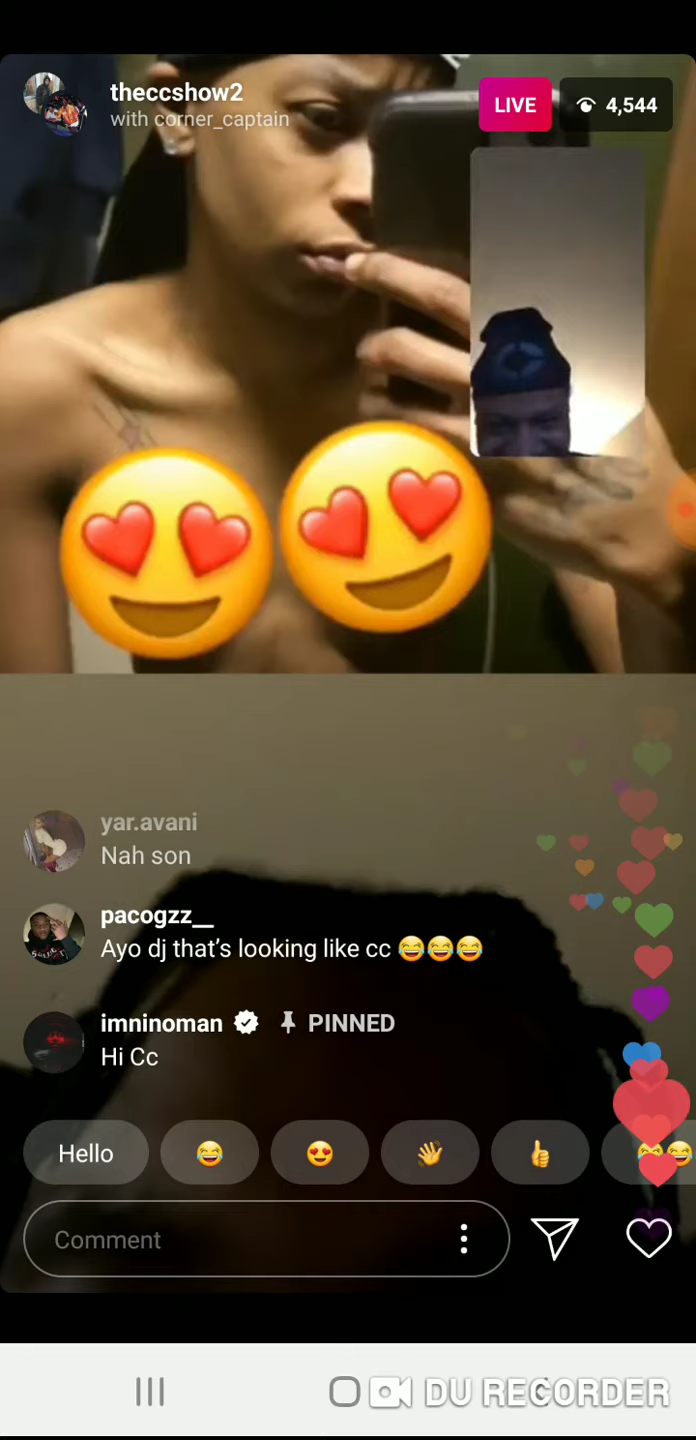 theccshow2
with corner_captain
LIVE
4,544
yar.avani
Nah son
pacogzz__
Ayo dj that's looking like cc 😂😂😂
imninoman PINNED
Hi Cc
Hello 😂 😍 👋 👍 😂😂
Comment
DU RECORDER